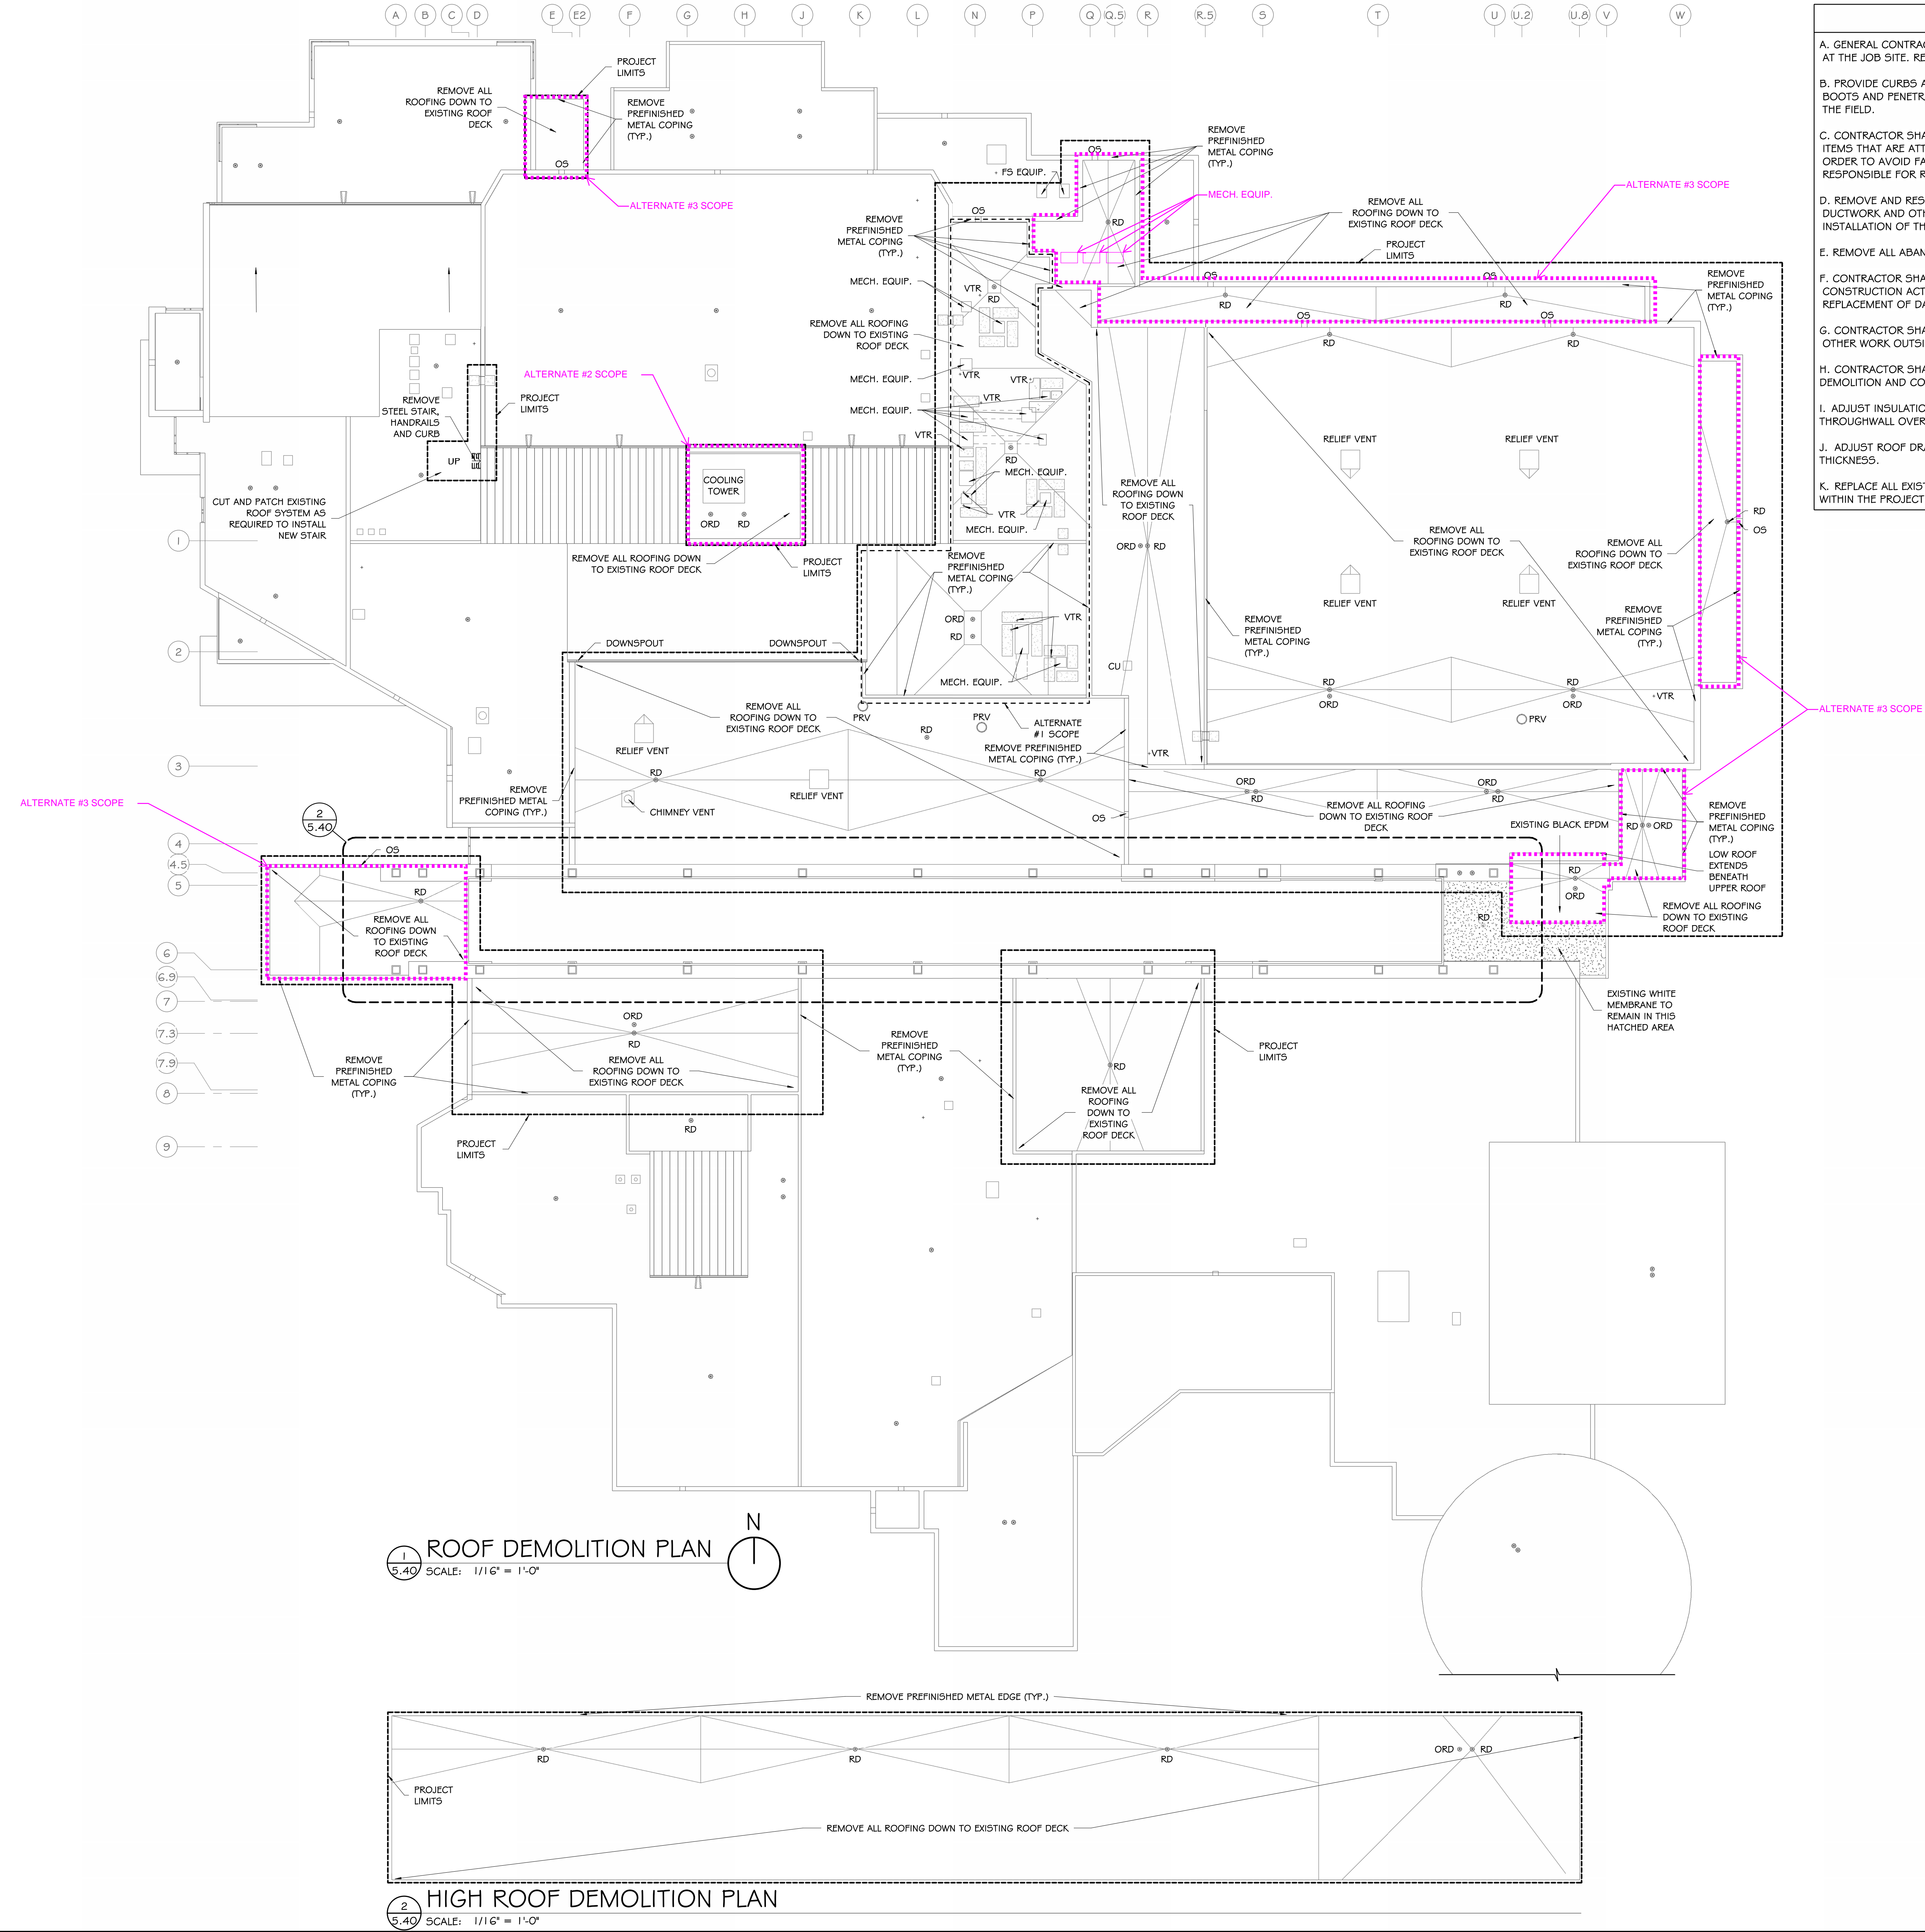 A
B
C
D
E
E2
F
G
H
J
K
L
N
P
Q
Q.5
R
R.5
S
T
U
U.2
U.8
V
W
A. GENERAL CONTRAC
AT THE JOB SITE. RE
B. PROVIDE CURBS A
BOOTS AND PENETR
THE FIELD.
C. CONTRACTOR SHA
ITEMS THAT ARE ATT
ORDER TO AVOID FA
RESPONSIBLE FOR R
D. REMOVE AND RES
DUCTWORK AND OTH
INSTALLATION OF TH
E. REMOVE ALL ABAN
F. CONTRACTOR SHA
CONSTRUCTION ACT
REPLACEMENT OF DA
G. CONTRACTOR SHA
OTHER WORK OUTSI
H. CONTRACTOR SHA
DEMOLITION AND CO
I. ADJUST INSULATIO
THROUGHWALL OVER
J. ADJUST ROOF DRA
THICKNESS.
K. REPLACE ALL EXIST
WITHIN THE PROJECT
PROJECT
LIMITS
REMOVE ALL
ROOFING DOWN TO
EXISTING ROOF
DECK
REMOVE
PREFINISHED
METAL COPING
(TYP.)
OS
ALTERNATE #3 SCOPE
REMOVE
PREFINISHED
METAL COPING
(TYP.)
OS
FS EQUIP.
MECH. EQUIP.
ALTERNATE #3 SCOPE
REMOVE ALL
ROOFING DOWN TO
EXISTING ROOF DECK
OS
RD
REMOVE
PREFINISHED
METAL COPING
(TYP.)
PROJECT
LIMITS
REMOVE
PREFINISHED
METAL COPING
(TYP.)
OS
OS
MECH. EQUIP.
VTR
RD
RD
RD
REMOVE ALL ROOFING
DOWN TO EXISTING
ROOF DECK
OS
OS
RD
RD
MECH. EQUIP.
VTR
VTR
ALTERNATE #2 SCOPE
PROJECT
LIMITS
REMOVE
STEEL STAIR,
HANDRAILS
AND CURB
VTR
MECH. EQUIP.
VTR
RELIEF VENT
RELIEF VENT
UP
RD
MECH. EQUIP.
COOLING
TOWER
REMOVE ALL
ROOFING DOWN
TO EXISTING
ROOF DECK
CUT AND PATCH EXISTING
ROOF SYSTEM AS
REQUIRED TO INSTALL
NEW STAIR
ORD
RD
VTR
MECH. EQUIP.
RD
OS
REMOVE ALL
ROOFING DOWN TO
EXISTING ROOF DECK
1
REMOVE ALL
ROOFING DOWN TO
EXISTING ROOF DECK
ORD
RD
REMOVE ALL ROOFING DOWN
TO EXISTING ROOF DECK
PROJECT
LIMITS
REMOVE
PREFINISHED
METAL COPING
(TYP.)
RELIEF VENT
RELIEF VENT
ORD
RD
VTR
REMOVE
PREFINISHED
METAL COPING
(TYP.)
REMOVE
PREFINISHED
METAL COPING
(TYP.)
2
DOWNSPOUT
DOWNSPOUT
CU
MECH. EQUIP.
RD
ORD
RD
ORD
VTR
REMOVE ALL
ROOFING DOWN TO
EXISTING ROOF DECK
PRV
PRV
RD
ALTERNATE
#1 SCOPE
PRV
ALTERNATE #3 SCOPE
RELIEF VENT
REMOVE PREFINISHED
METAL COPING (TYP.)
VTR
3
RD
RD
REMOVE
PREFINISHED METAL
COPING (TYP.)
RELIEF VENT
CHIMNEY VENT
ORD
RD
ORD
RD
REMOVE ALL ROOFING
DOWN TO EXISTING ROOF
DECK
OS
ALTERNATE #3 SCOPE
2
5.40
EXISTING BLACK EPDM
RD
ORD
REMOVE
PREFINISHED
METAL COPING
(TYP.)
4
4.5
5
OS
RD
RD
ORD
LOW ROOF
EXTENDS
BENEATH
UPPER ROOF
REMOVE ALL
ROOFING DOWN
TO EXISTING
ROOF DECK
RD
REMOVE ALL ROOFING
DOWN TO EXISTING
ROOF DECK
6
6.9
7
7.3
7.9
8
9
EXISTING WHITE
MEMBRANE TO
REMAIN IN THIS
HATCHED AREA
ORD
RD
REMOVE
PREFINISHED
METAL COPING
(TYP.)
REMOVE ALL
ROOFING DOWN TO
EXISTING ROOF DECK
REMOVE
PREFINISHED
METAL COPING
(TYP.)
PROJECT
LIMITS
RD
REMOVE ALL
ROOFING
DOWN TO
EXISTING
ROOF DECK
RD
PROJECT
LIMITS
N
1
5.40
ROOF DEMOLITION PLAN
SCALE: 1/16" = 1'-0"
REMOVE PREFINISHED METAL EDGE (TYP.)
RD
RD
RD
ORD
RD
PROJECT
LIMITS
REMOVE ALL ROOFING DOWN TO EXISTING ROOF DECK
2
5.40
HIGH ROOF DEMOLITION PLAN
SCALE: 1/16" = 1'-0"